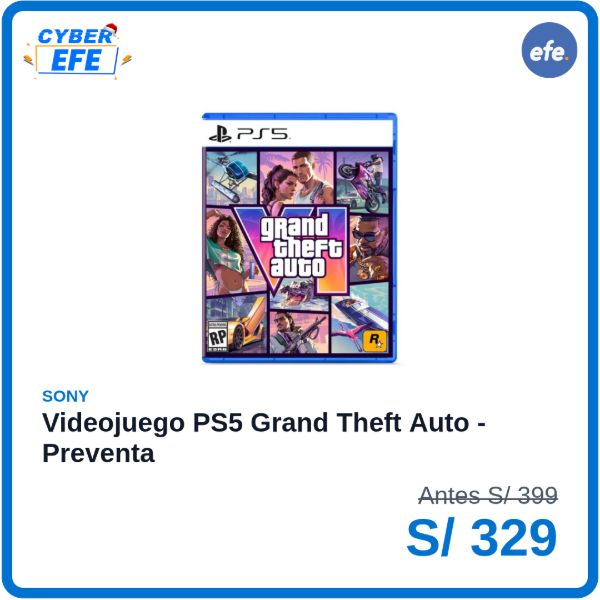 CYBER
EFE
efe.
PS5
grand
theft
auto
VI
RP
ESRB
R
SONY
Videojuego PS5 Grand Theft Auto -
Preventa
Antes S/ 399
S/ 329